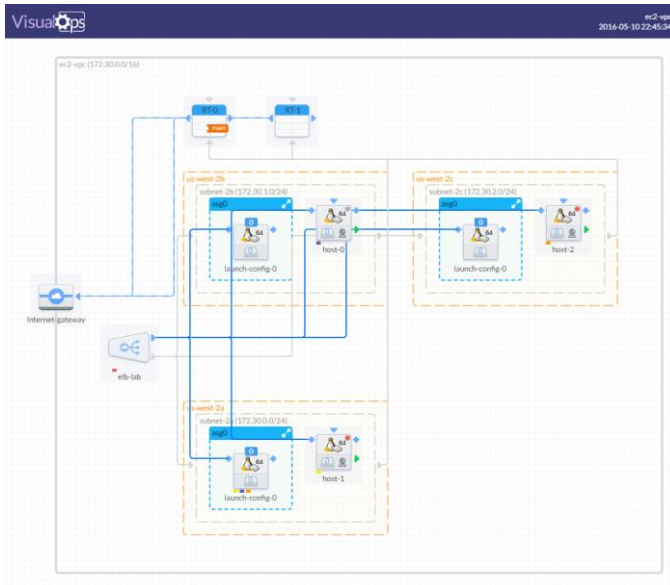 VisualOps
ec2-vpc
2016-05-10 22:45:34
ec2-vpc (172.30.0.0/16)
RT-0
RT-1
main
us-west-2b
us-west-2c
subnet-2b (172.30.1.0/24)
subnet-2c (172.30.2.0/24)
asg0
asg0
0
64
64
0
64
64
launch-config-0
host-0
launch-config-0
host-2
Internet-gateway
elb-lab
us-west-2a
subnet-2a (172.30.0.0/24)
asg0
0
64
64
launch-config-0
host-1